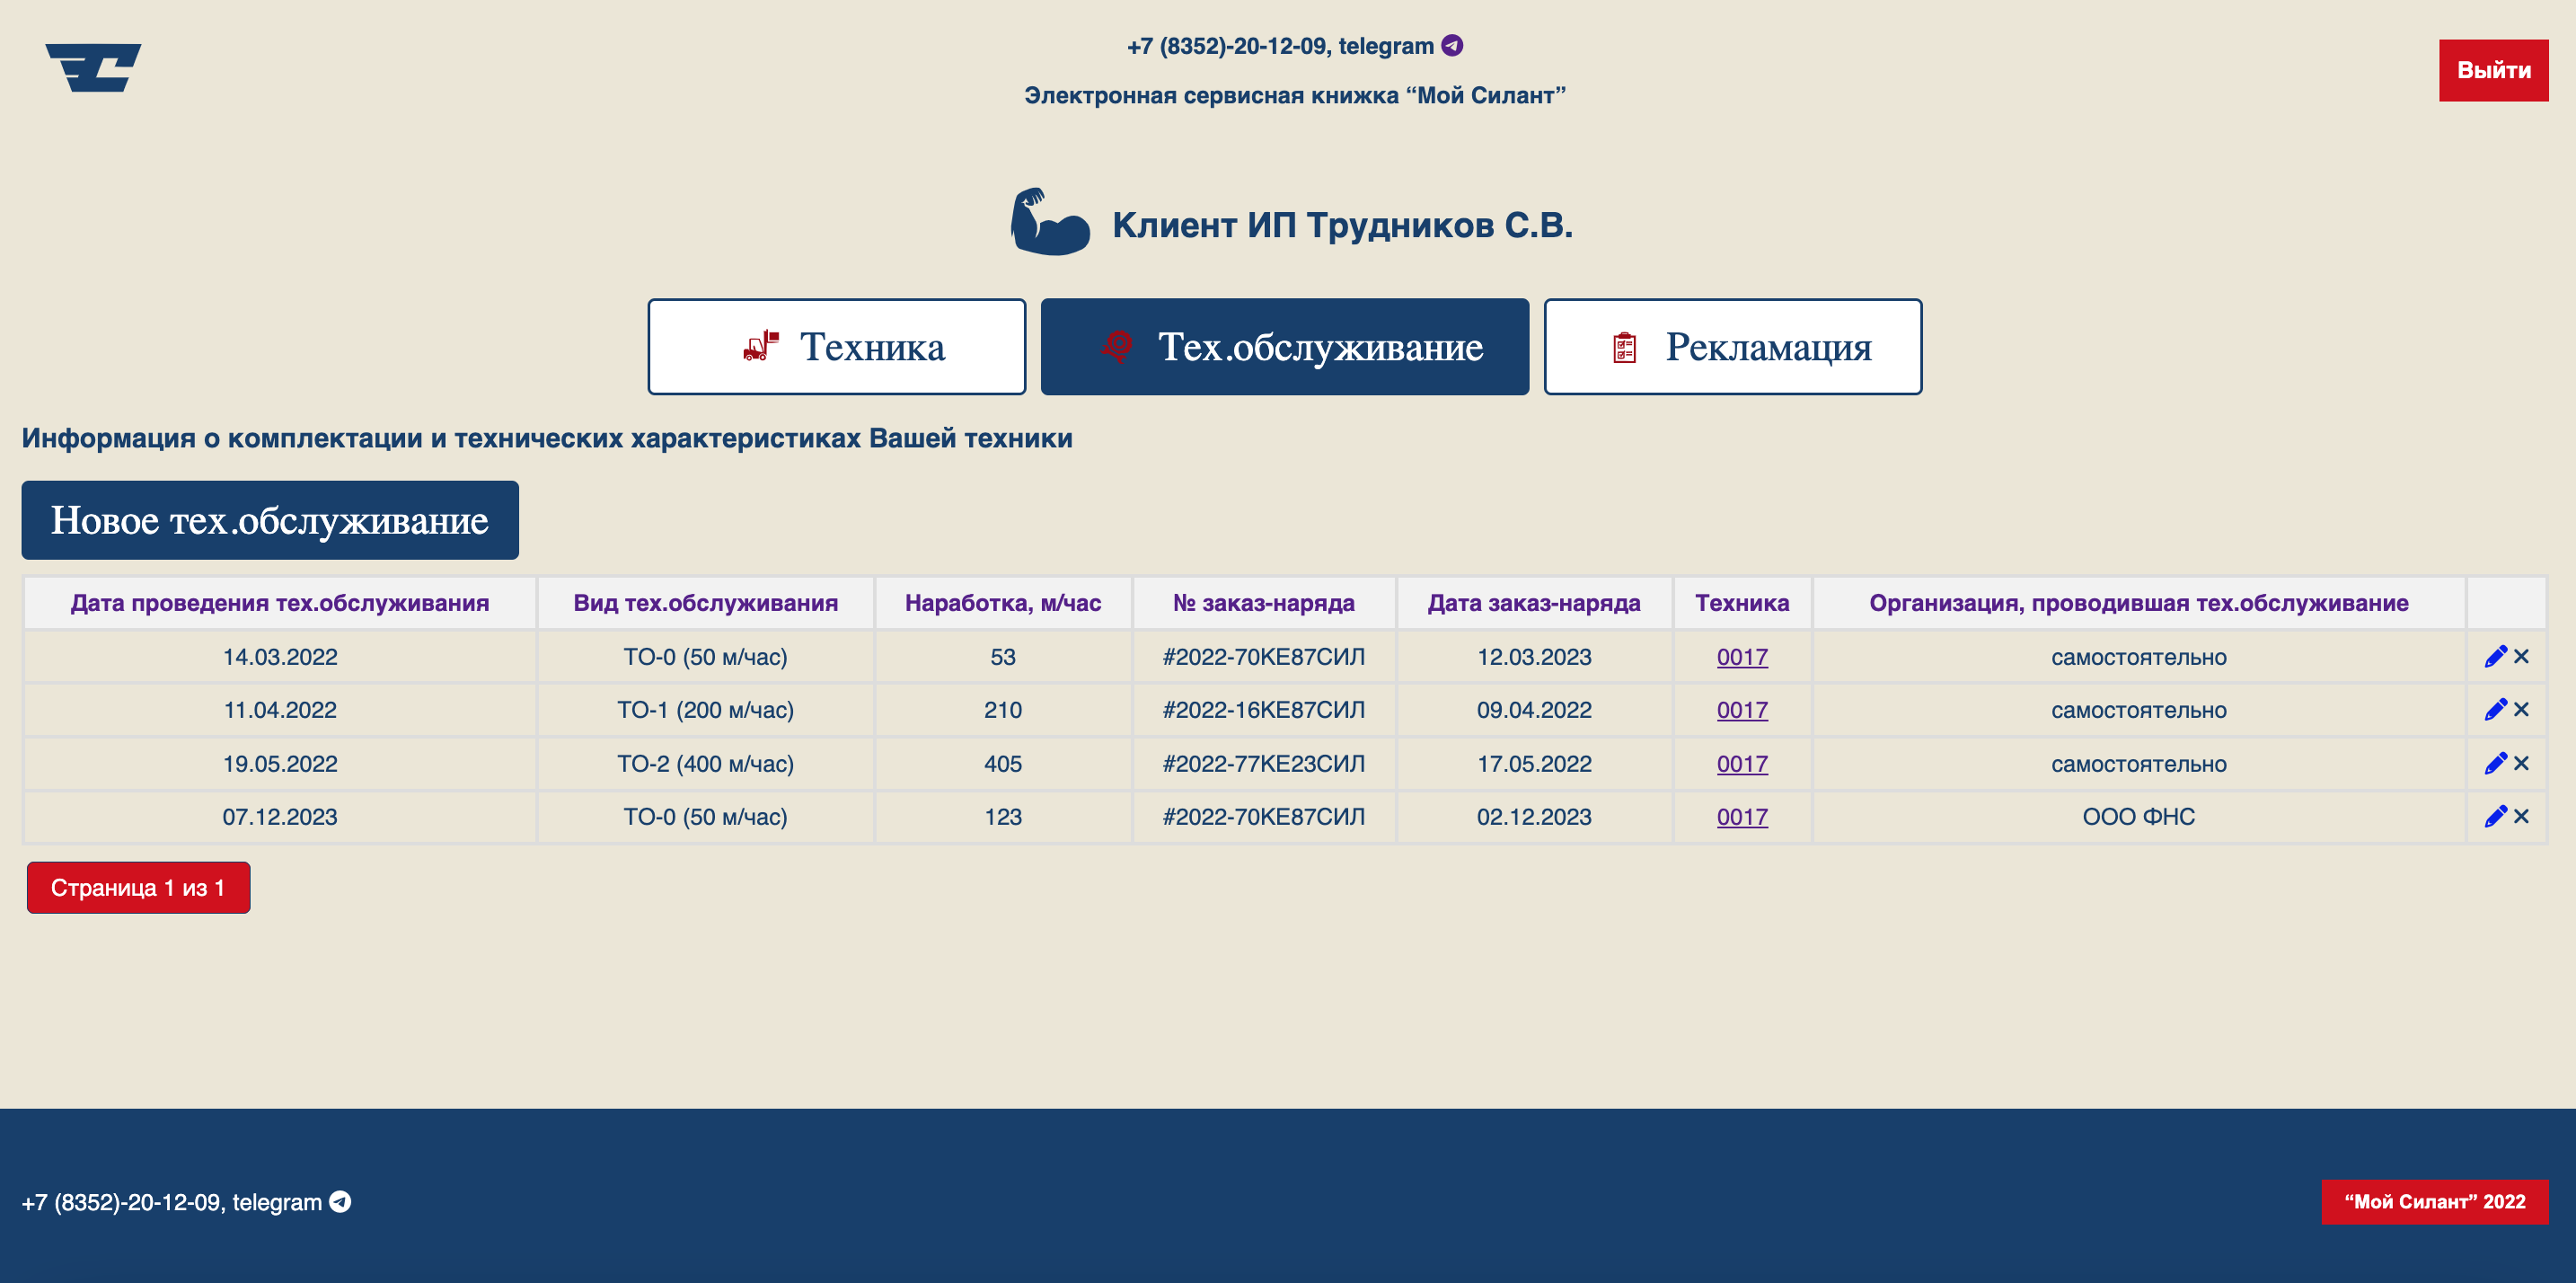 +7 (8352)-20-12-09, telegram
Электронная сервисная книжка “Мой Силант”
Выйти
Клиент ИП Трудников С.В.
Техника
Тех.обслуживание
Рекламация
Информация о комплектации и технических характеристиках Вашей техники
Новое тех.обслуживание
Дата проведения тех.обслуживания Вид тех.обслуживания Наработка, м/час № заказ-наряда Дата заказ-наряда Техника Организация, проводившая тех.обслуживание
14.03.2022 ТО-0 (50 м/час) 53 #2022-70КЕ87СИЛ 12.03.2023 0017 самостоятельно
11.04.2022 ТО-1 (200 м/час) 210 #2022-16КЕ87СИЛ 09.04.2022 0017 самостоятельно
19.05.2022 ТО-2 (400 м/час) 405 #2022-77КЕ23СИЛ 17.05.2022 0017 самостоятельно
07.12.2023 ТО-0 (50 м/час) 123 #2022-70КЕ87СИЛ 02.12.2023 0017 ООО ФНС
Страница 1 из 1
+7 (8352)-20-12-09, telegram
“Мой Силант” 2022